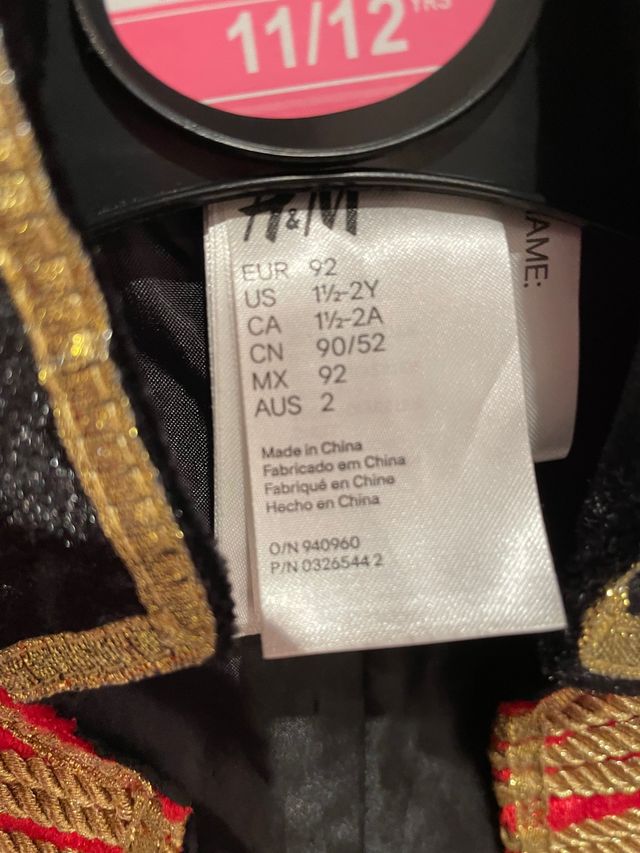 11/12 YRS
H&M
EUR 92
US 1½-2Y
CA 1½-2A
CN 90/52
MX 92
AUS 2
Made in China
Fabricado em China
Fabriqué en Chine
Hecho en China
O/N 940960
P/N 0326544 2
AME: